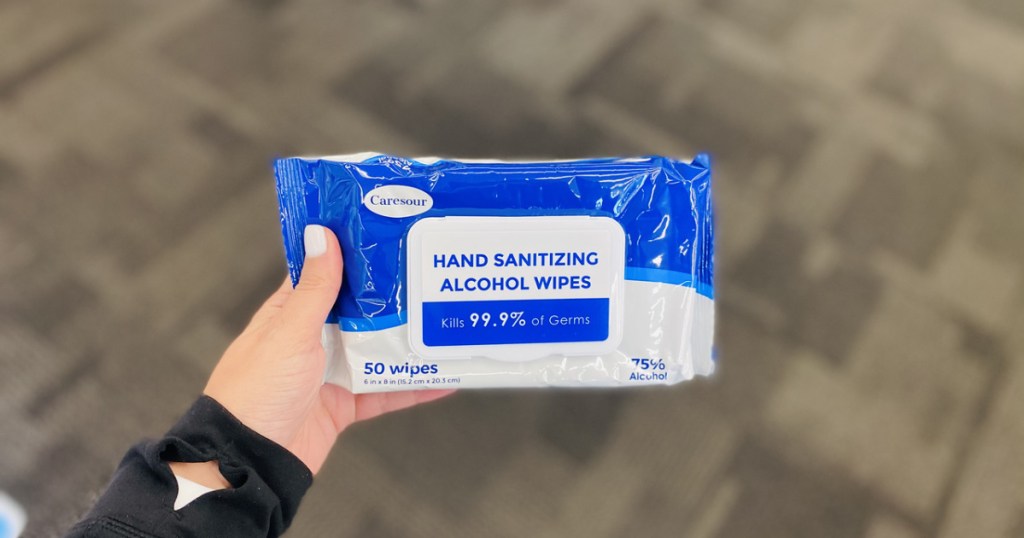 Caresour
HAND SANITIZING
ALCOHOL WIPES
Kills 99.9% of Germs
50 wipes
6 in x 8 in (15.2 cm x 20.3 cm)
75%
Alcohol